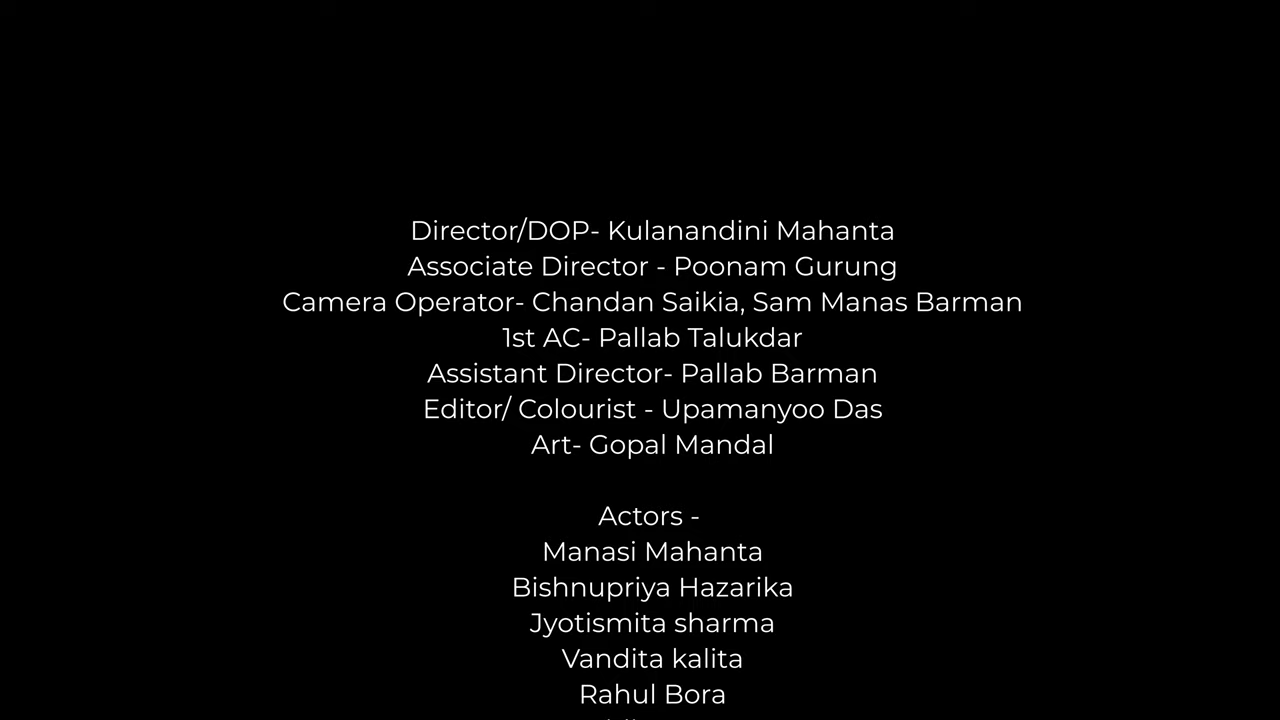 Director/DOP- Kulanandini Mahanta
Associate Director - Poonam Gurung
Camera Operator- Chandan Saikia, Sam Manas Barman
1st AC- Pallab Talukdar
Assistant Director- Pallab Barman
Editor/ Colourist - Upamanyoo Das
Art- Gopal Mandal
Actors -
Manasi Mahanta
Bishnupriya Hazarika
Jyotismita sharma
Vandita kalita
Rahul Bora